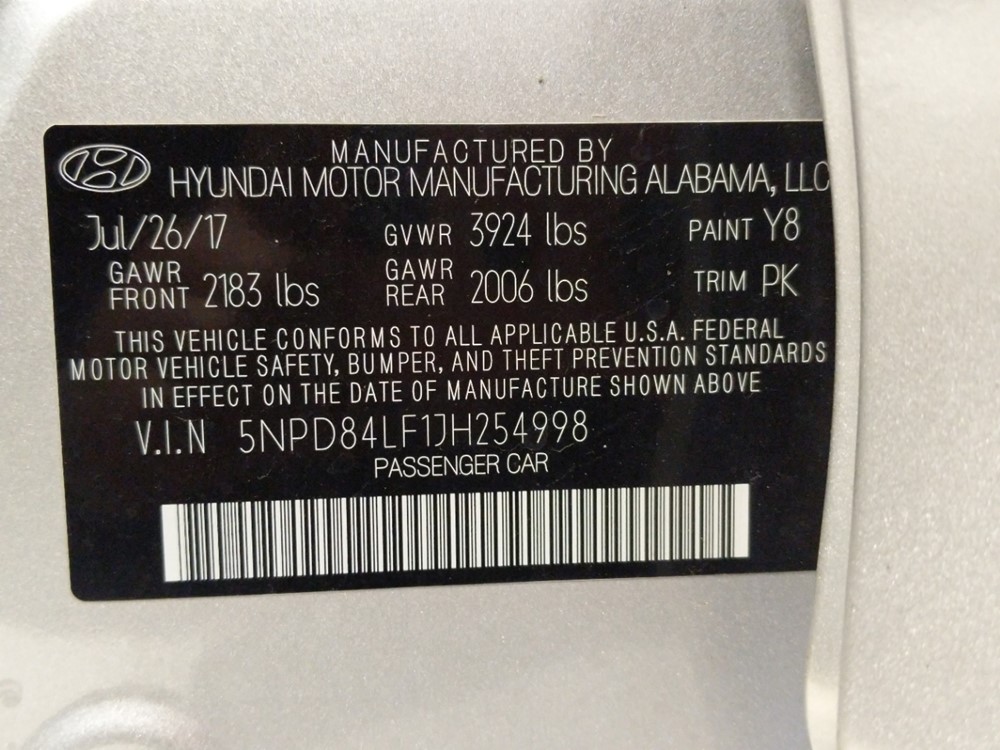 MANUFACTURED BY
HYUNDAI MOTOR MANUFACTURING ALABAMA, LLC
Jul/26/17 GVWR 3924 lbs PAINT Y8
GAWR FRONT 2183 lbs GAWR REAR 2006 lbs TRIM PK
THIS VEHICLE CONFORMS TO ALL APPLICABLE U.S.A. FEDERAL
MOTOR VEHICLE SAFETY, BUMPER, AND THEFT PREVENTION STANDARDS
IN EFFECT ON THE DATE OF MANUFACTURE SHOWN ABOVE
V.I.N 5NPD84LF1JH254998
PASSENGER CAR